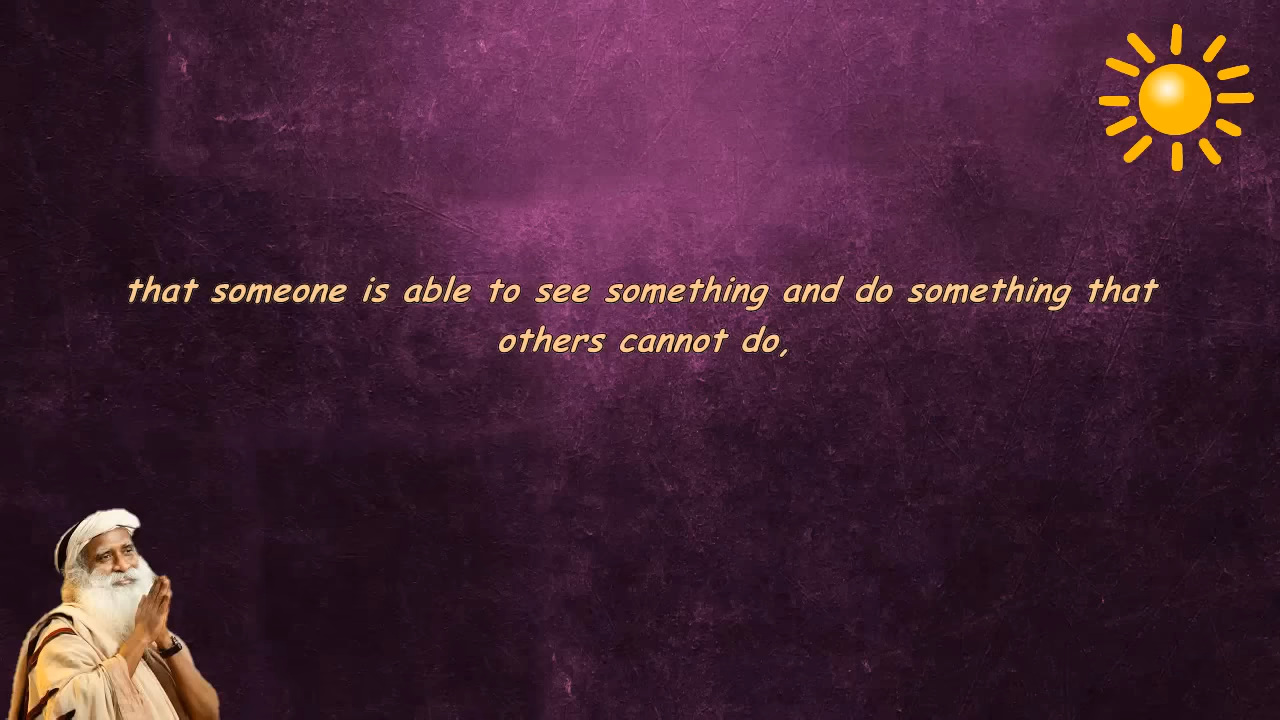 that someone is able to see something and do something that
others cannot do,